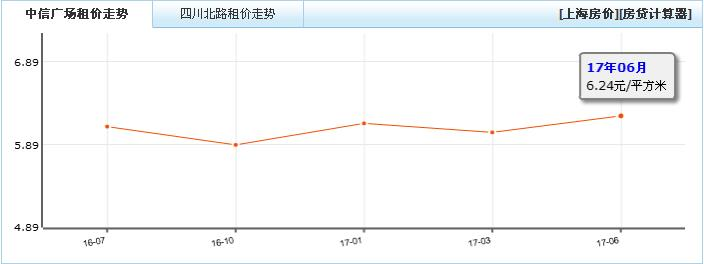 中信广场租价走势 四川北路租价走势 [上海房价][房贷计算器]
6.89
17年06月
6.24元/平方米
5.89
4.89
16-07 16-10 17-01 17-03 17-06